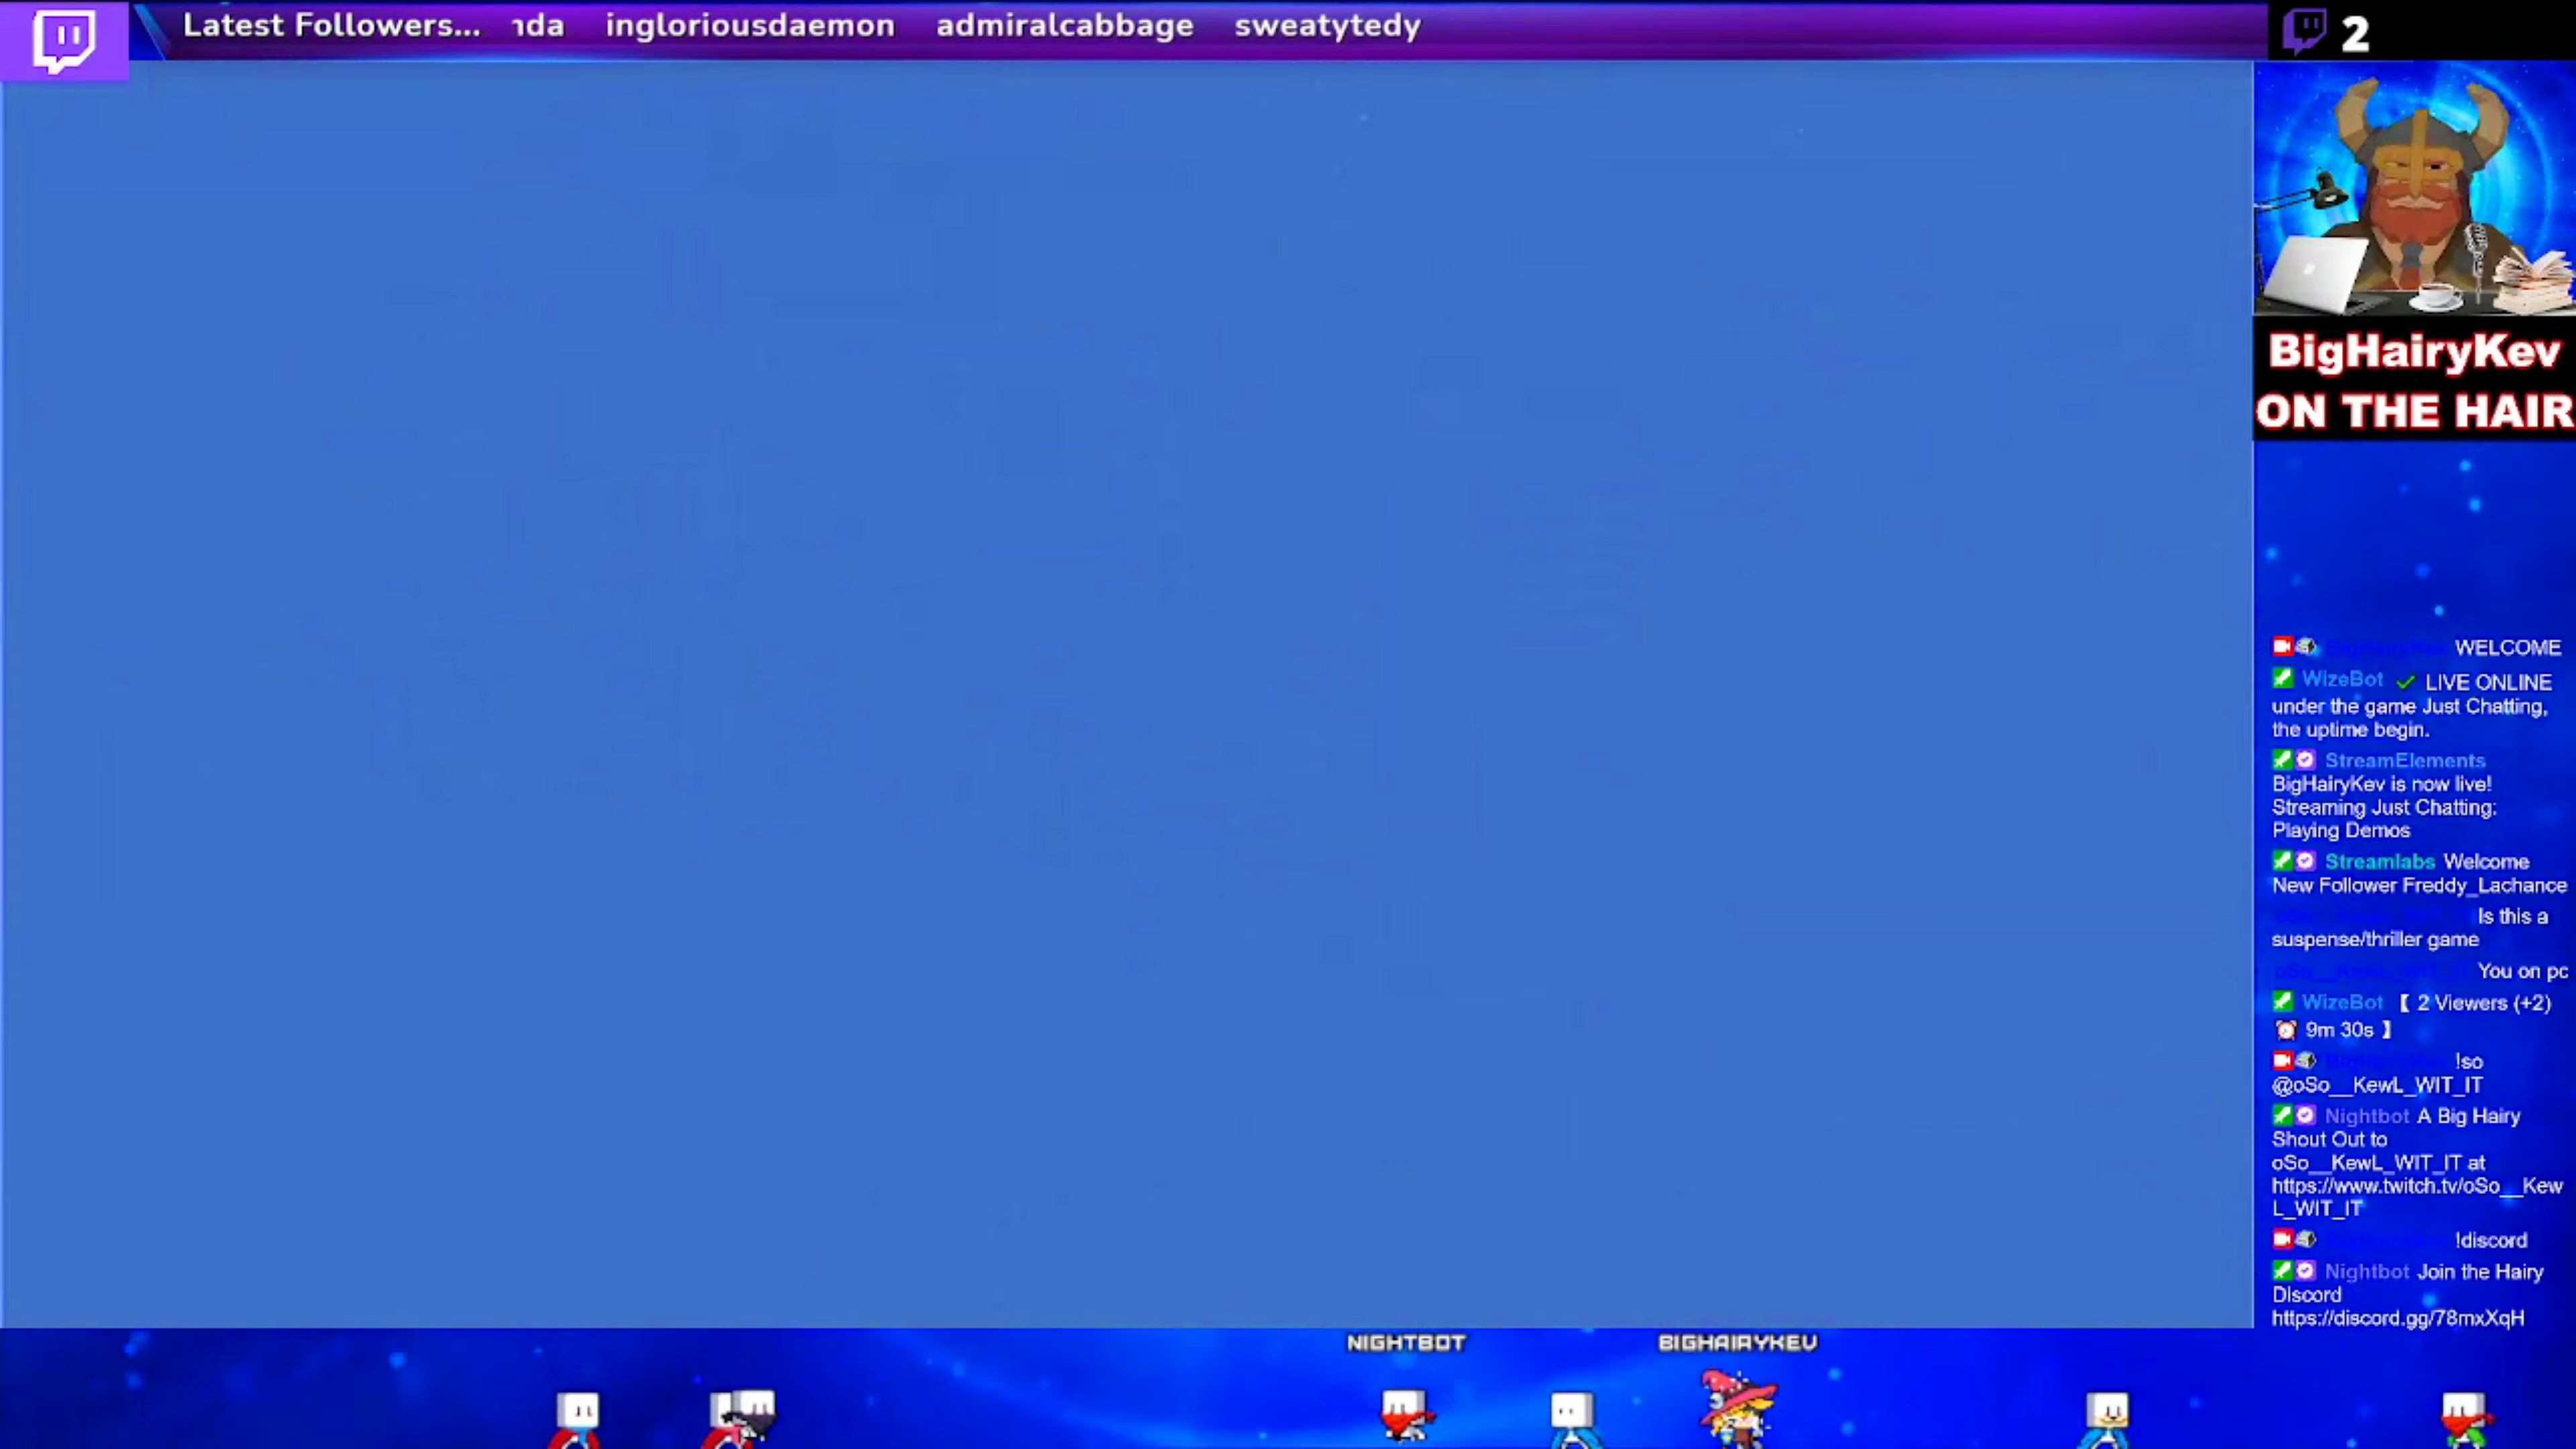 Latest Followers... nda ingloriousdaemon admiralcabbage sweatytedy
2
BigHairyKev
ON THE HAIR
WELCOME
WizeBot ✓ LIVE ONLINE
under the game Just Chatting,
the uptime begin.
StreamElements
BigHairyKev is now live!
Streaming Just Chatting:
Playing Demos
Streamlabs Welcome
New Follower Freddy_Lachance
Is this a
suspense/thriller game
oSo__KewL_WIT_IT You on pc
WizeBot 【 2 Viewers (+2)
9m 30s 】
!so
@oSo__KewL_WIT_IT
Nightbot A Big Hairy
Shout Out to
oSo__KewL_WIT_IT at
https://www.twitch.tv/oSo__Kew
L_WIT_IT
!discord
Nightbot Join the Hairy
DIscord
https://discord.gg/78mxXqH
NIGHTBOT BIGHAIRYKEV